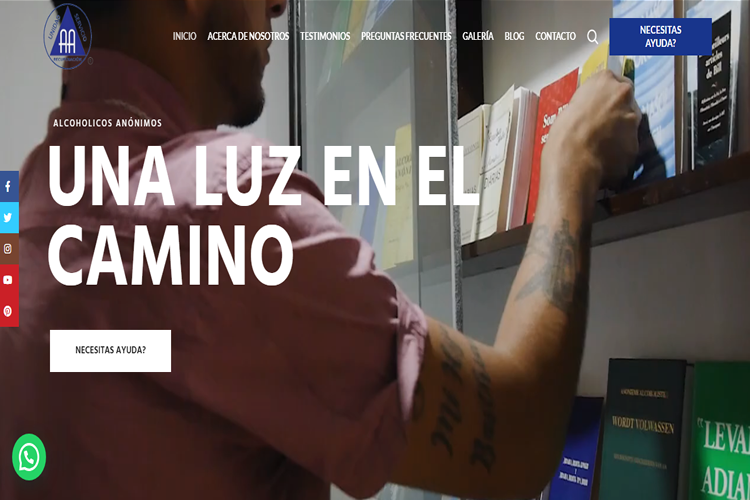 AA
INICIO
ACERCA DE NOSOTROS
TESTIMONIOS
PREGUNTAS FRECUENTES
GALERÍA
BLOG
CONTACTO
NECESITAS
AYUDA?
ALCOHOLICOS ANÓNIMOS
UNA LUZ EN EL
CAMINO
NECESITAS AYUDA?
WORDT VOLWASSEN
"LEVA
ADIA